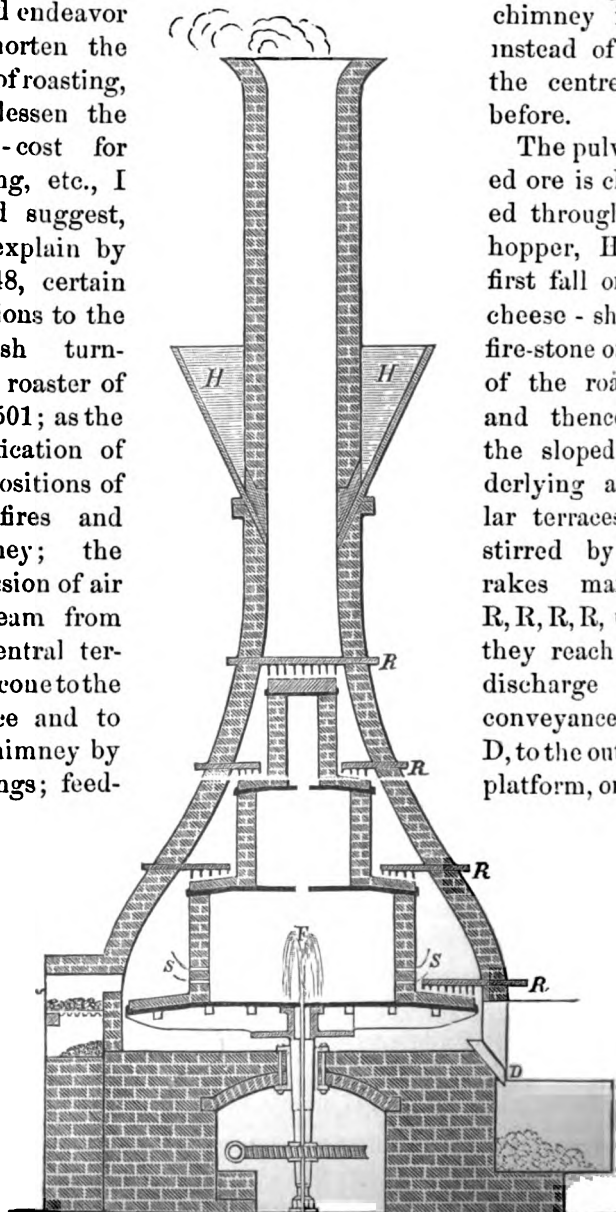 d endeavor
horten the
of roasting,
lessen the
-cost for
ng, etc., I
d suggest,
explain by
48, certain
ions to the
sh turn-
roaster of
501; as the
ication of
ositions of
fires and
ney; the
sion of air
eam from
entral ter-
cone to the
ce and to
himney by
ngs; feed-
H
H
R
R
R
F
S
S
R
D
chimney
instead of
the centre
before.
The pulv
ed ore is c
ed through
hopper, H
first fall o
cheese - sh
fire-stone o
of the roa
and thence
the sloped
derlying a
lar terraces
stirred by
rakes ma
R, R, R, R,
they reach
discharge
conveyance
D, to the out
platform, o